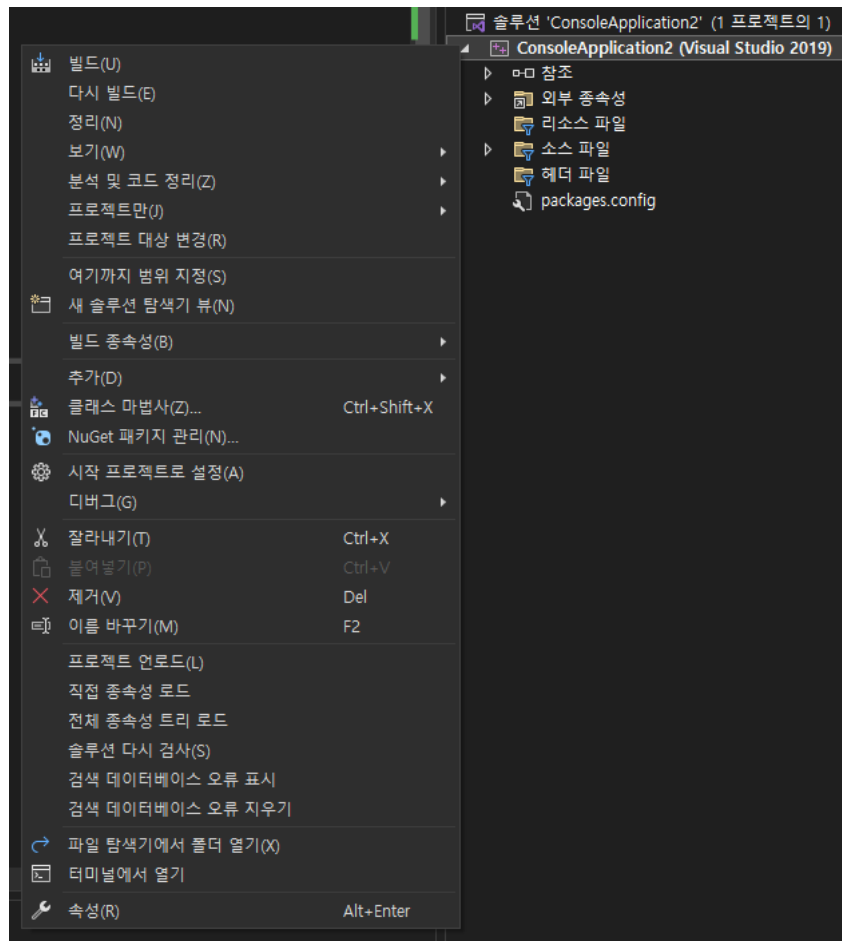 솔루션 'ConsoleApplication2' (1 프로젝트의 1)
ConsoleApplication2 (Visual Studio 2019)
참조
외부 종속성
리소스 파일
소스 파일
헤더 파일
packages.config
빌드(U)
다시 빌드(E)
정리(N)
보기(W)
분석 및 코드 정리(Z)
프로젝트만(J)
프로젝트 대상 변경(R)
여기까지 범위 지정(S)
새 솔루션 탐색기 뷰(N)
빌드 종속성(B)
추가(D)
클래스 마법사(Z)... Ctrl+Shift+X
NuGet 패키지 관리(N)...
시작 프로젝트로 설정(A)
디버그(G)
잘라내기(T) Ctrl+X
붙여넣기(P) Ctrl+V
제거(V) Del
이름 바꾸기(M) F2
프로젝트 언로드(L)
직접 종속성 로드
전체 종속성 트리 로드
솔루션 다시 검사(S)
검색 데이터베이스 오류 표시
검색 데이터베이스 오류 지우기
파일 탐색기에서 폴더 열기(X)
터미널에서 열기
속성(R) Alt+Enter